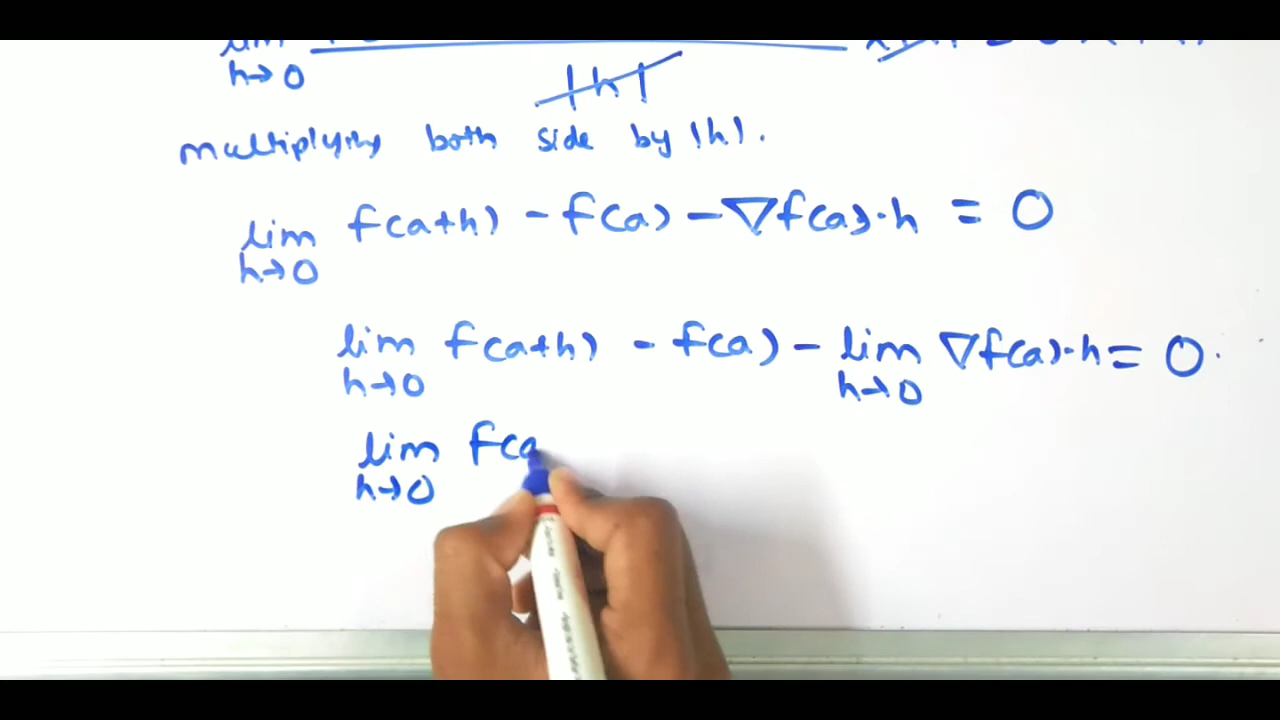 lim
h→0 |h|
multiplying both side by |h|.
lim f(a+h) - f(a) - ∇f(a)·h = 0
h→0
lim f(a+h) - f(a) - lim ∇f(a)·h = 0.
h→0 h→0
lim f(a
h→0